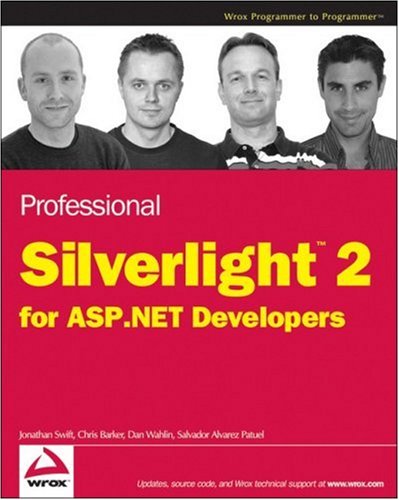 Wrox Programmer to Programmer™
Professional
Silverlight™ 2
for ASP.NET Developers
Jonathan Swift, Chris Barker, Dan Wahlin, Salvador Alvarez Patuel
wrox
Updates, source code, and Wrox technical support at www.wrox.com